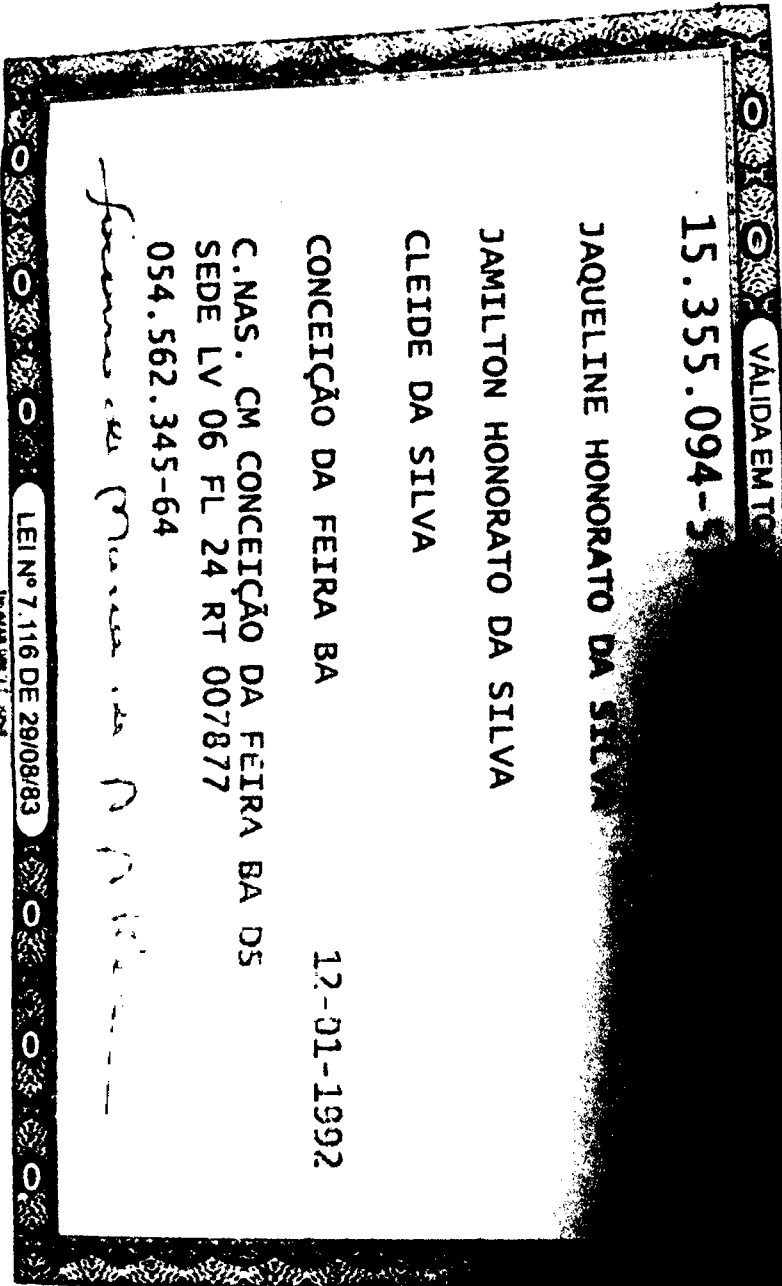 VÁLIDA EM TO
15.355.094-5
JAQUELINE HONORATO DA SILVA
JAMILTON HONORATO DA SILVA
CLEIDE DA SILVA
CONCEIÇÃO DA FEIRA BA 12-01-1992
C.NAS. CM CONCEIÇÃO DA FEIRA BA DS
SEDE LV 06 FL 24 RT 007877
054.562.345-64
LEI Nº 7.116 DE 29/08/83